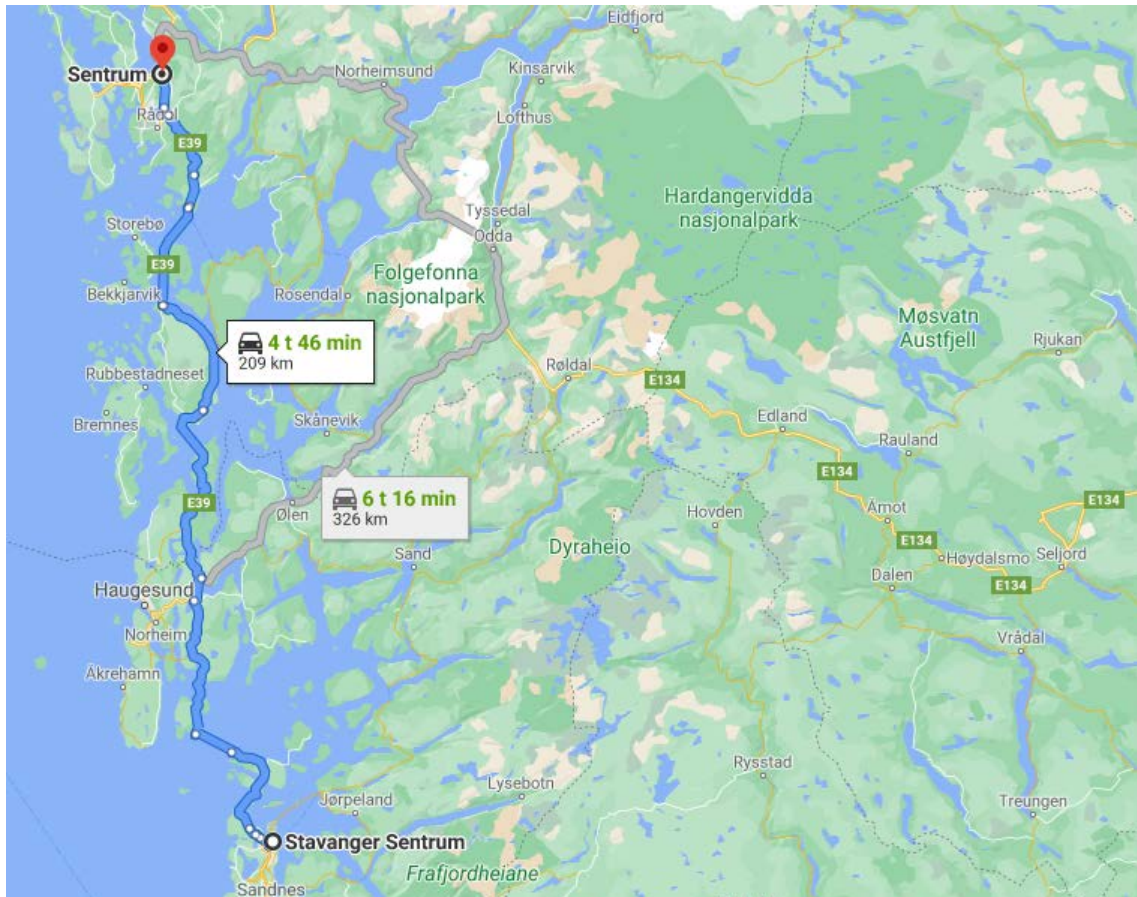 Eidfjord
Sentrum
Norheimsund
Kinsarvik
Lofthus
Rådal
E39
Hardangervidda
nasjonalpark
Tyssedal
Odda
Storebø
E39
Folgefonna
nasjonalpark
Bekkjarvik
Rosendal
Møsvatn
Austfjell
Rjukan
4 t 46 min
209 km
Røldal
Rubbestadneset
E134
Bremnes
Skånevik
Edland
Rauland
E134
6 t 16 min
326 km
E39
Ølen
E134
Hovden
Åmot
Sand
Dyraheio
E134
Høydalsmo
Seljord
Dalen
E134
Haugesund
Norheim
Vrådal
Åkrehamn
Rysstad
Lysebotn
Jørpeland
Treungen
Stavanger Sentrum
Frafjordheiane
Sandnes